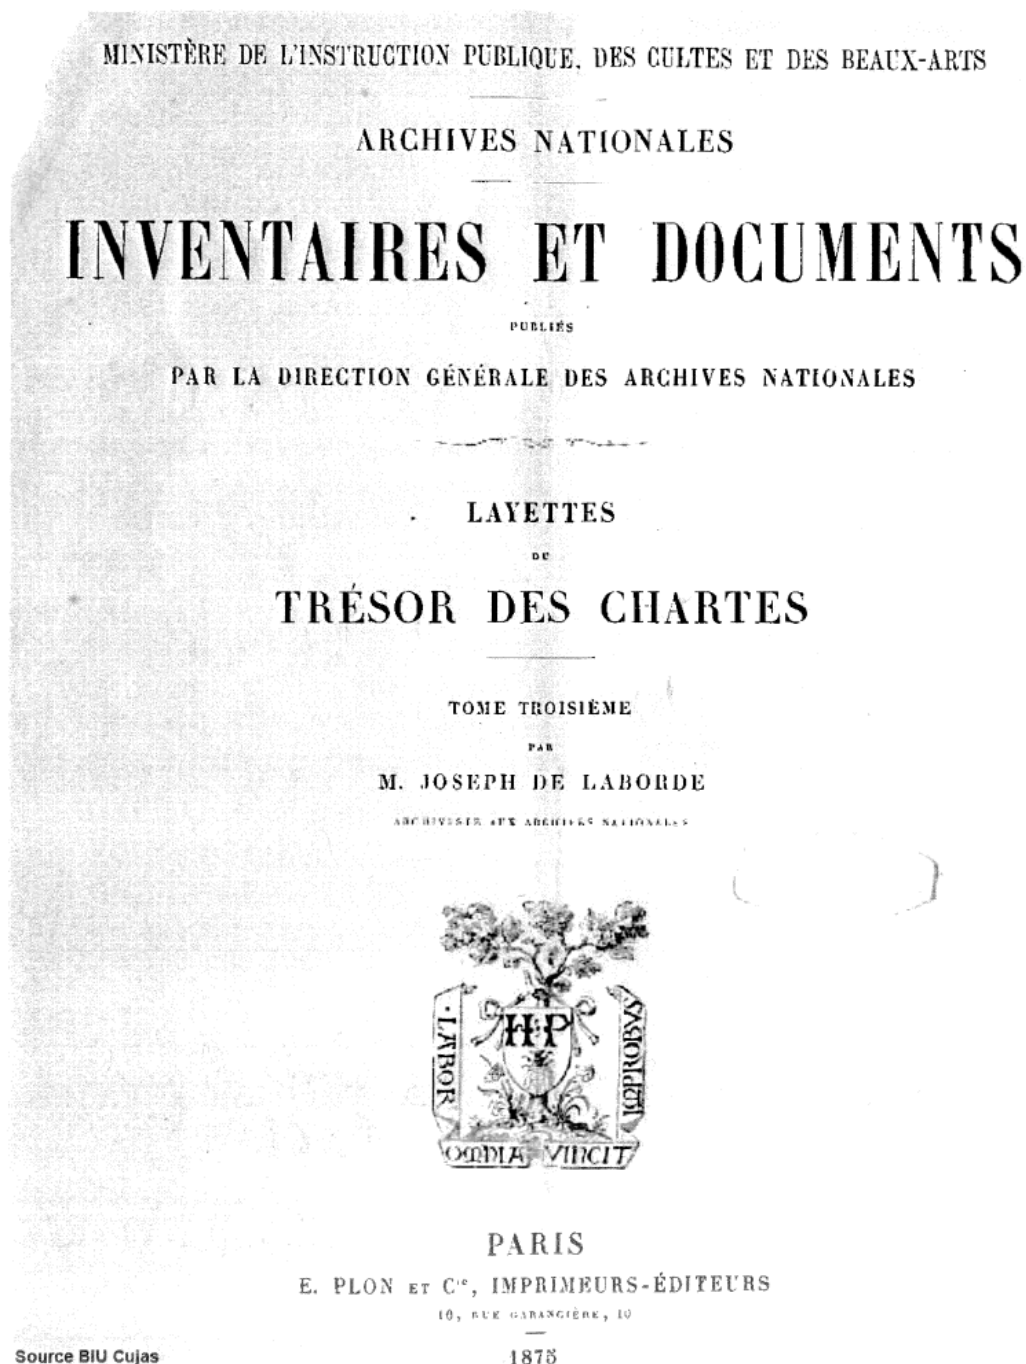 MINISTÈRE DE L'INSTRUCTION PUBLIQUE, DES CULTES ET DES BEAUX-ARTS
ARCHIVES NATIONALES
INVENTAIRES ET DOCUMENTS
PUBLIÉS
PAR LA DIRECTION GÉNÉRALE DES ARCHIVES NATIONALES
LAYETTES
DU
TRÉSOR DES CHARTES
TOME TROISIÈME
PAR
M. JOSEPH DE LABORDE
ARCHIVISTE AUX ARCHIVES NATIONALES
H·P
·LABOR
IMPROBVS
OMNIA VINCIT
PARIS
E. PLON ET Cie, IMPRIMEURS-ÉDITEURS
10, RUE GARANCIÈRE, 10
1875
Source BIU Cujas